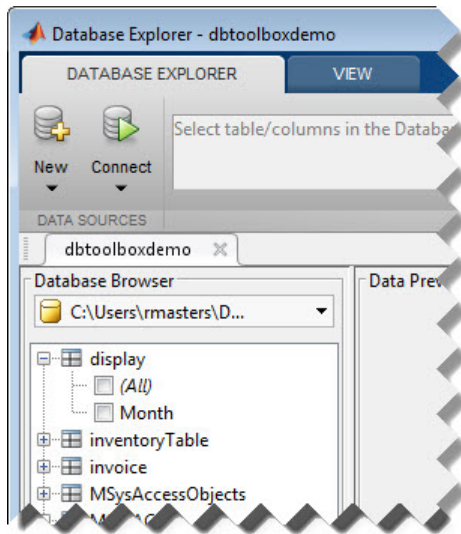 Database Explorer - dbtoolboxdemo
DATABASE EXPLORER
VIEW
New
Connect
Select table/columns in the Databa
DATA SOURCES
dbtoolboxdemo
Database Browser
Data Prev
C:\Users\rmasters\D...
display
(All)
Month
inventoryTable
invoice
MSysAccessObjects